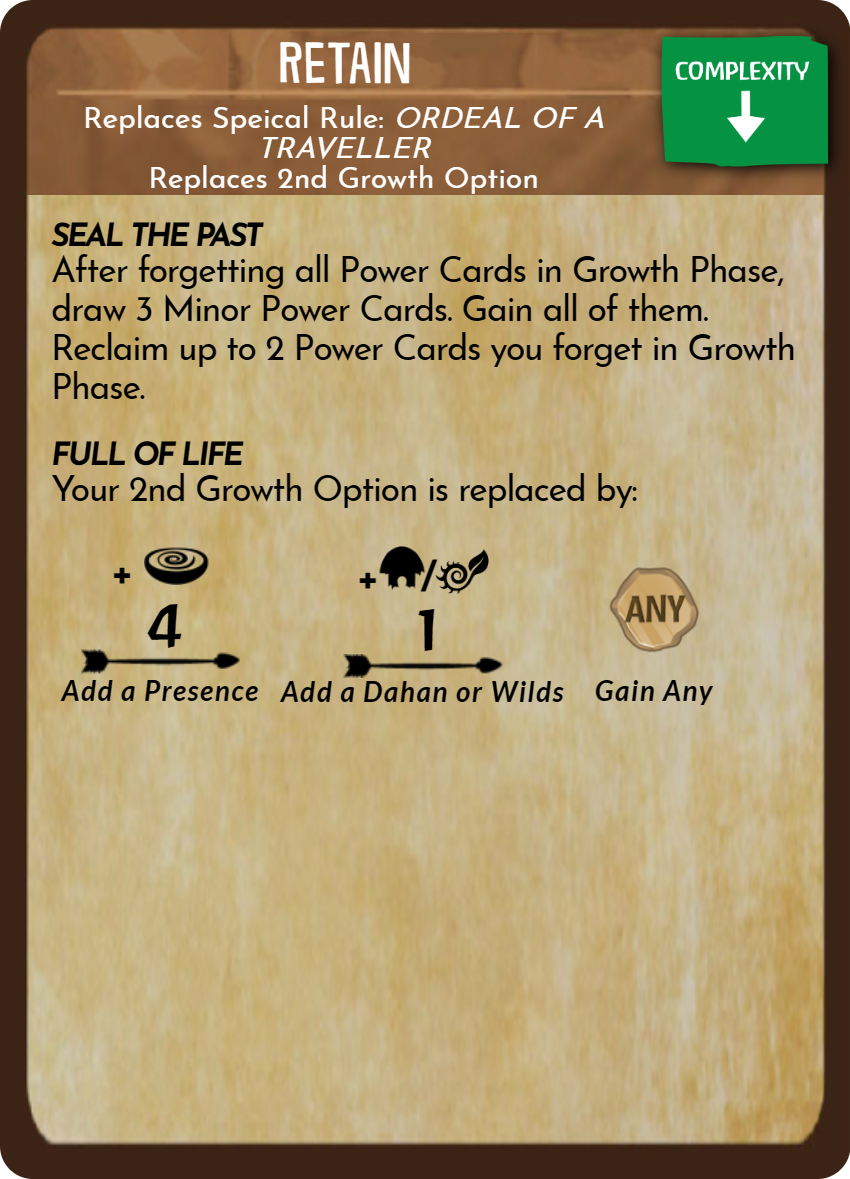 RETAIN
COMPLEXITY
Replaces Speical Rule: ORDEAL OF A
TRAVELLER
Replaces 2nd Growth Option
SEAL THE PAST
After forgetting all Power Cards in Growth Phase,
draw 3 Minor Power Cards. Gain all of them.
Reclaim up to 2 Power Cards you forget in Growth
Phase.
FULL OF LIFE
Your 2nd Growth Option is replaced by:
+ + /
4 1 ANY
Add a Presence Add a Dahan or Wilds Gain Any